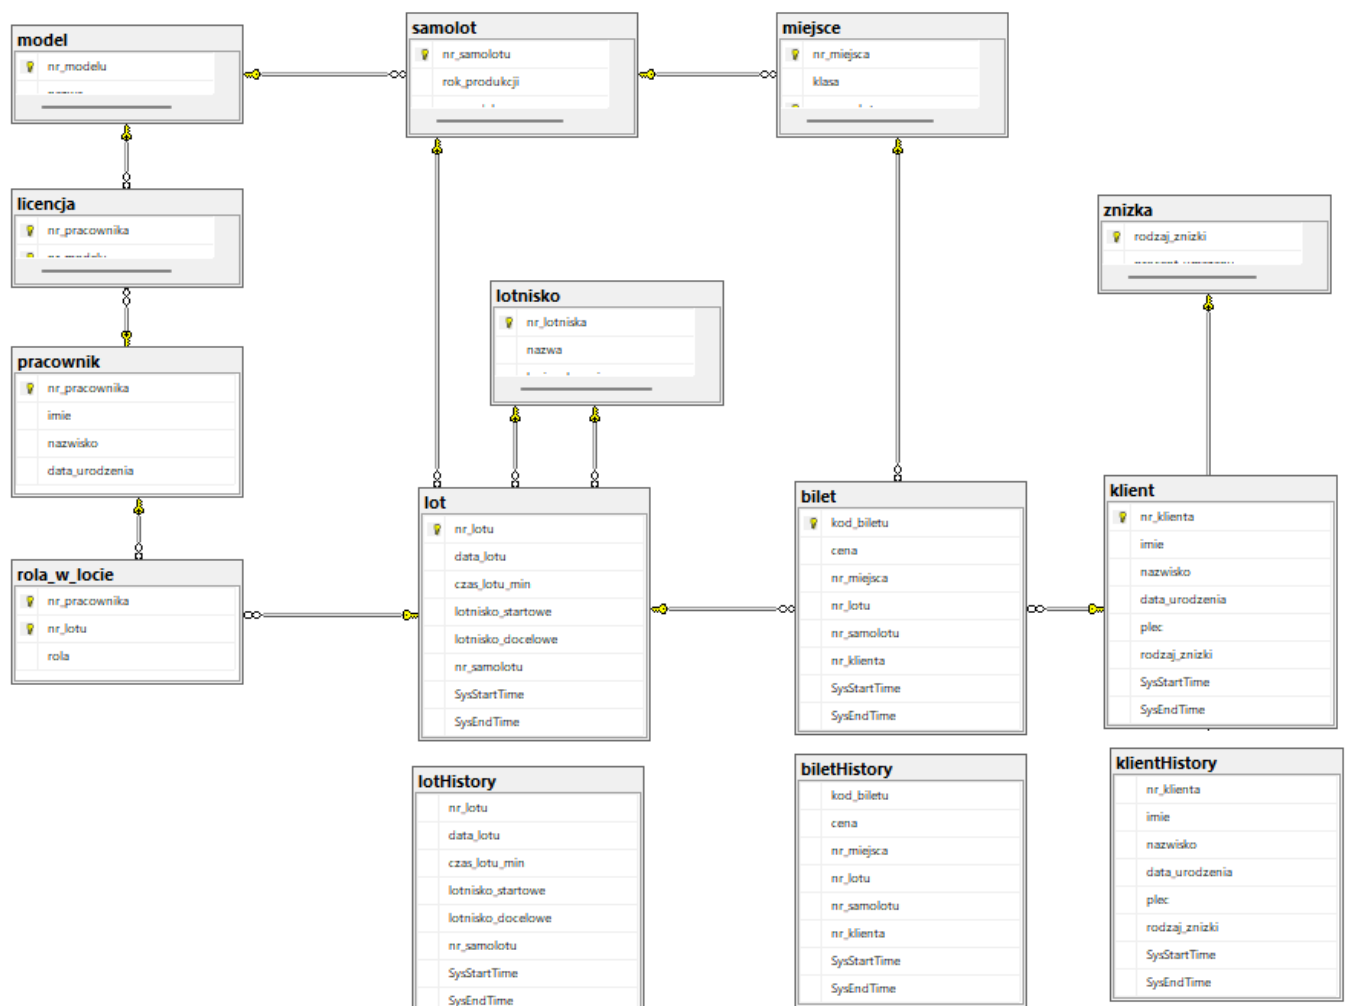 model
nr_modelu
samolot
nr_samolotu
rok_produkcji
miejsce
nr_miejsca
klasa
licencja
nr_pracownika
nr_modelu
znizka
rodzaj_znizki
lotnisko
nr_lotniska
nazwa
pracownik
nr_pracownika
imie
nazwisko
data_urodzenia
rola_w_locie
nr_pracownika
nr_lotu
rola
lot
nr_lotu
data_lotu
czas_lotu_min
lotnisko_startowe
lotnisko_docelowe
nr_samolotu
SysStartTime
SysEndTime
bilet
kod_biletu
cena
nr_miejsca
nr_lotu
nr_samolotu
nr_klienta
SysStartTime
SysEndTime
klient
nr_klienta
imie
nazwisko
data_urodzenia
plec
rodzaj_znizki
SysStartTime
SysEndTime
lotHistory
nr_lotu
data_lotu
czas_lotu_min
lotnisko_startowe
lotnisko_docelowe
nr_samolotu
SysStartTime
SysEndTime
biletHistory
kod_biletu
cena
nr_miejsca
nr_lotu
nr_samolotu
nr_klienta
SysStartTime
SysEndTime
klientHistory
nr_klienta
imie
nazwisko
data_urodzenia
plec
rodzaj_znizki
SysStartTime
SysEndTime